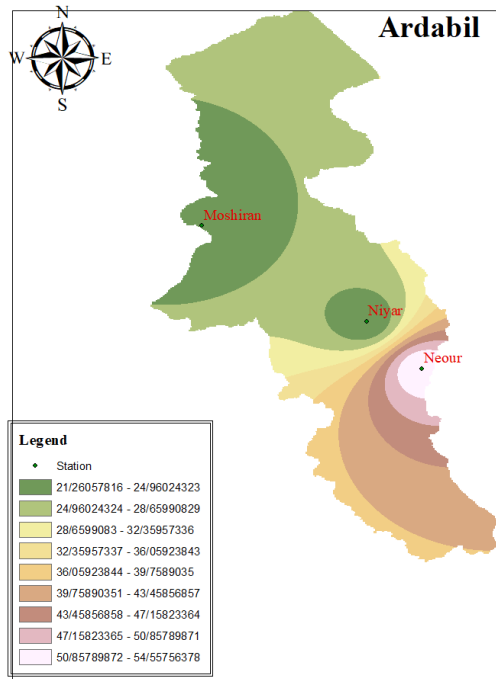 Ardabil
N
W
E
S
Moshiran
Niyar
Neour
Legend
Station
21/26057816 - 24/96024323
24/96024324 - 28/65990829
28/6599083 - 32/35957336
32/35957337 - 36/05923843
36/05923844 - 39/7589035
39/75890351 - 43/45856857
43/45856858 - 47/15823364
47/15823365 - 50/85789871
50/85789872 - 54/55756378